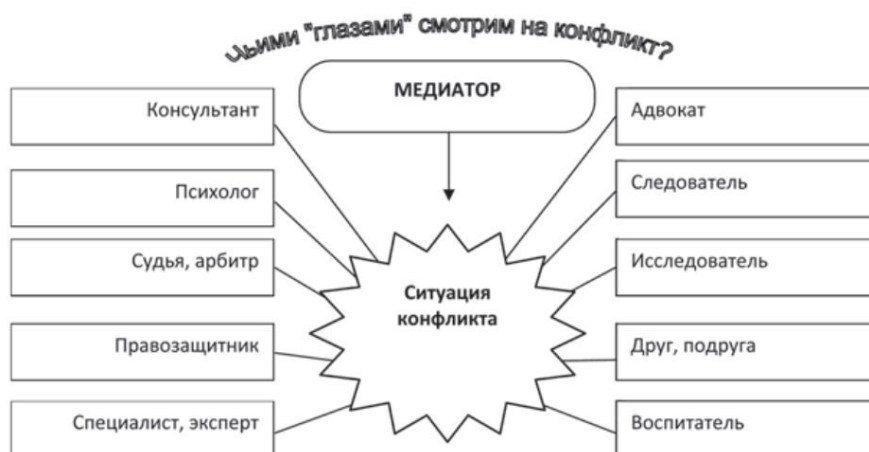 Чьими "глазами" смотрим на конфликт?
МЕДИАТОР
Консультант
Адвокат
Психолог
Следователь
Судья, арбитр
Исследователь
Ситуация
конфликта
Правозащитник
Друг, подруга
Специалист, эксперт
Воспитатель